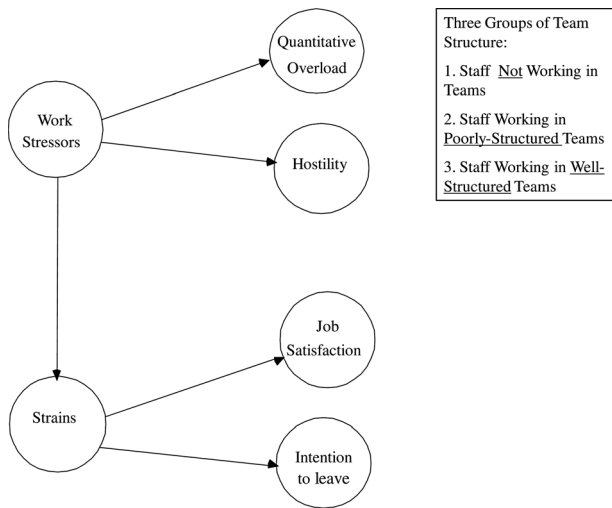 Quantitative
Overload
Work
Stressors
Hostility
Job
Satisfaction
Strains
Intention
to leave
Three Groups of Team
Structure:
1. Staff Not Working in
Teams
2. Staff Working in
Poorly-Structured Teams
3. Staff Working in Well-
Structured Teams